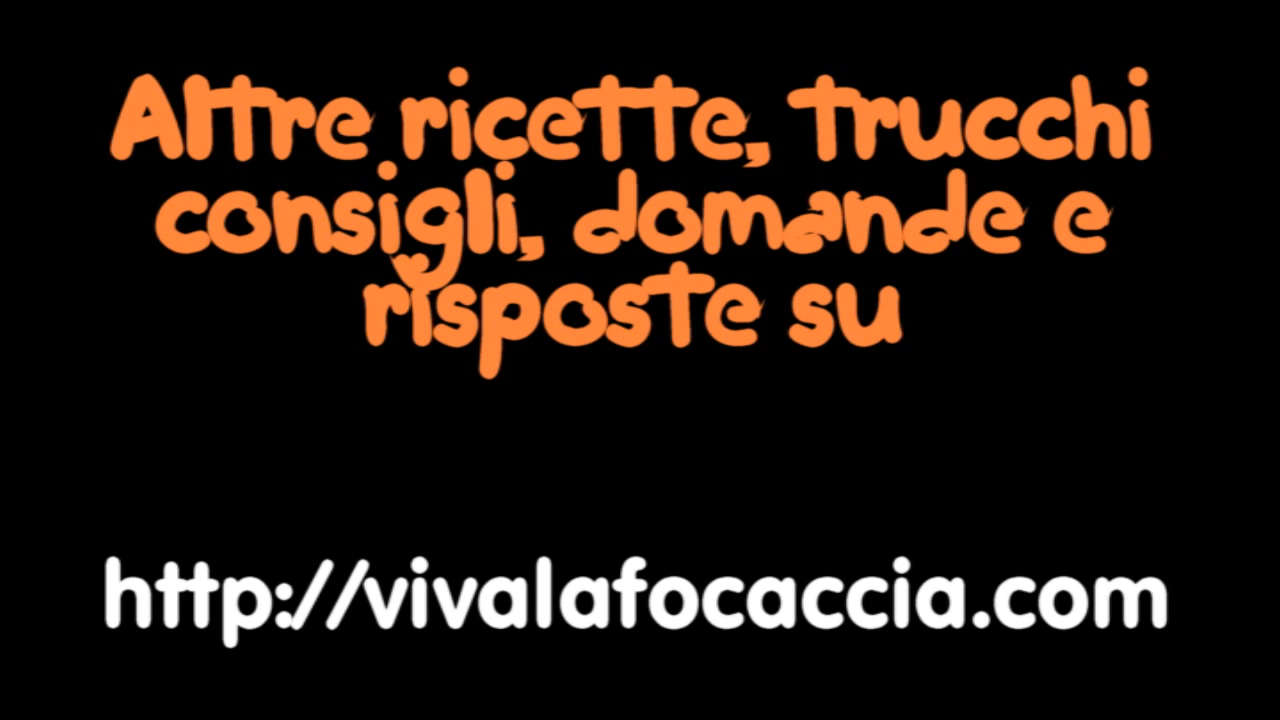 Altre ricette, trucchi
consigli, domande e
risposte su
http://vivalafocaccia.com